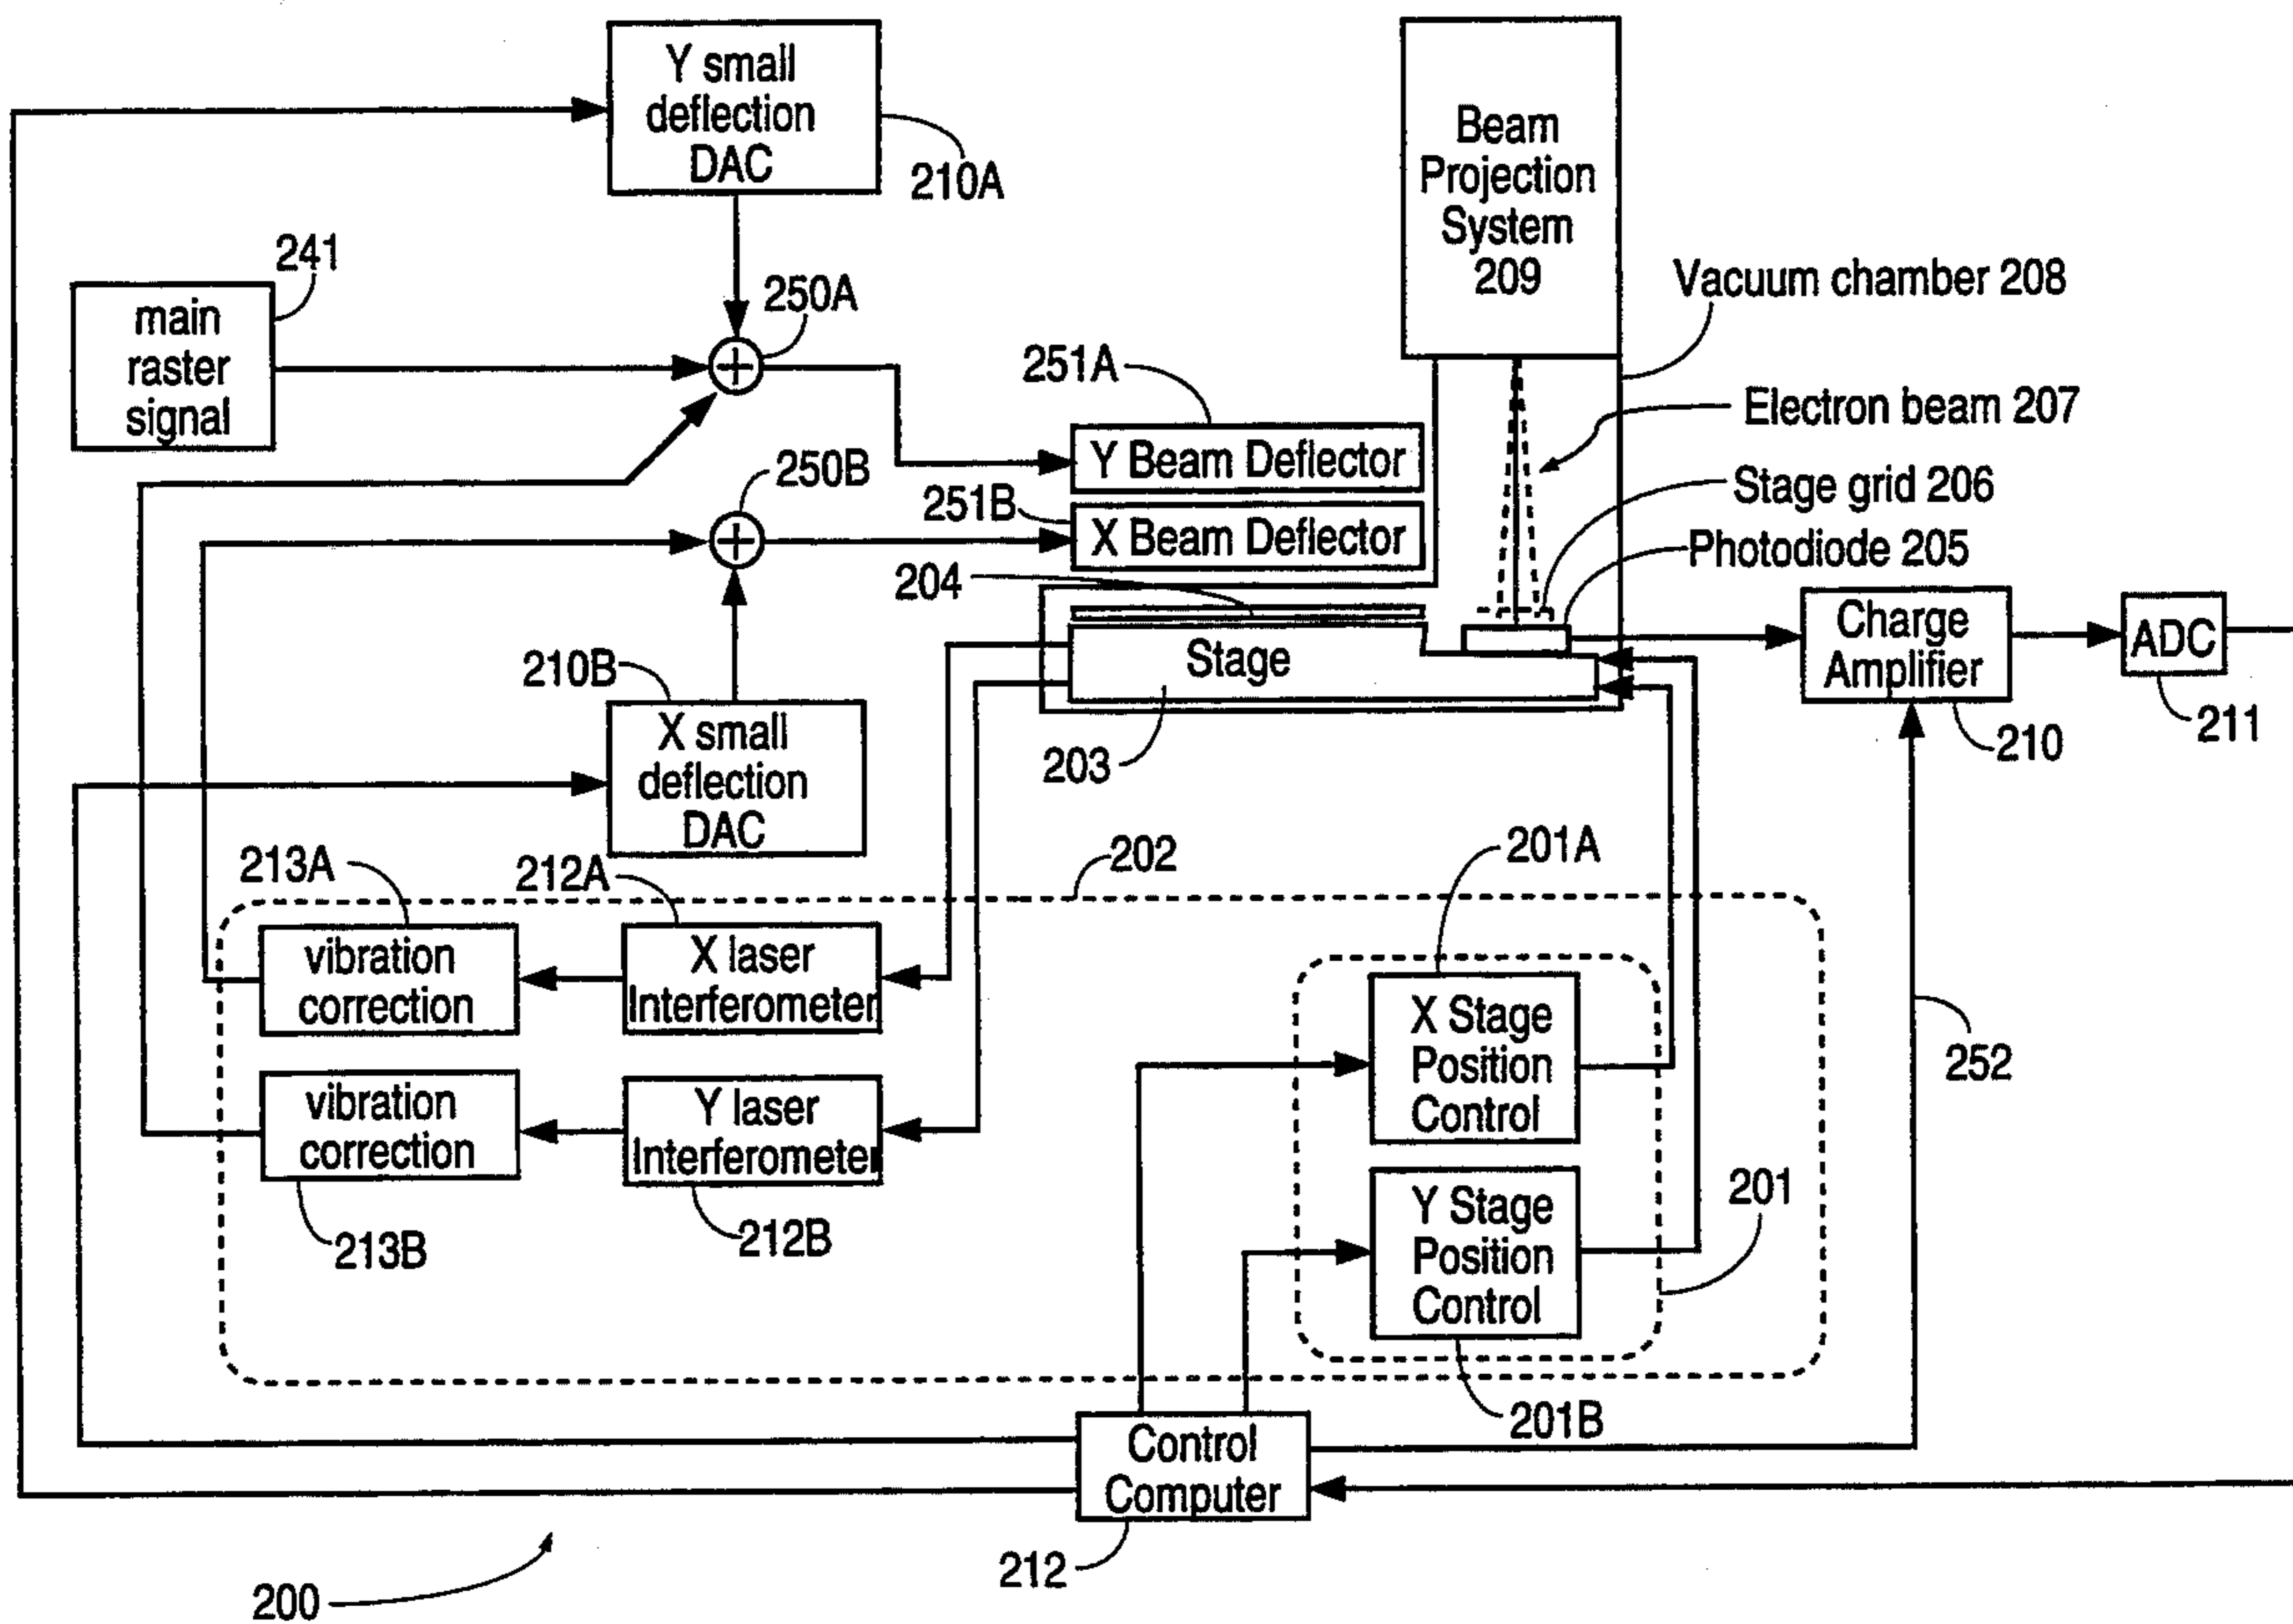 Y small
deflection
DAC
210A
Beam
Projection
System
209
241
main
raster
signal
250A
Vacuum chamber 208
251A
Electron beam 207
Y Beam Deflector
250B
Stage grid 206
251B
X Beam Deflector
Photodiode 205
204
Charge
Amplifier
ADC
Stage
210B
X small
deflection
DAC
203
210
211
213A
212A
202
201A
vibration
correction
X laser
Interferometer
X Stage
Position
Control
252
vibration
correction
Y laser
Interferometer
Y Stage
Position
Control
201
213B
212B
201B
Control
Computer
212
200